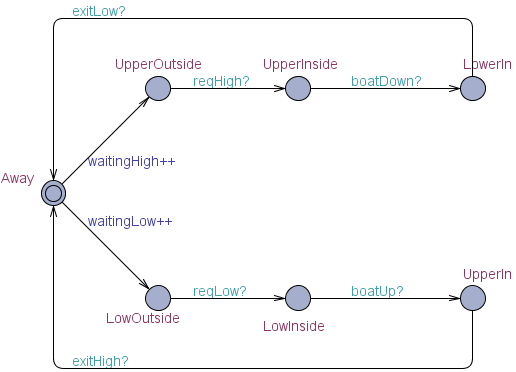 exitLow?
UpperOutside
UpperInside
LowerIn
reqHigh?
boatDown?
waitingHigh++
Away
waitingLow++
UpperIn
reqLow?
boatUp?
LowOutside
LowInside
exitHigh?